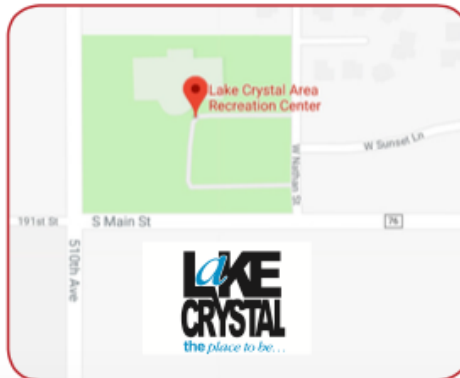 Lake Crystal Area
Recreation Center
W Sunset Ln
W Nathan St
191st St
S Main St
76
510th Ave
LaKE
CRYSTAL
the place to be...